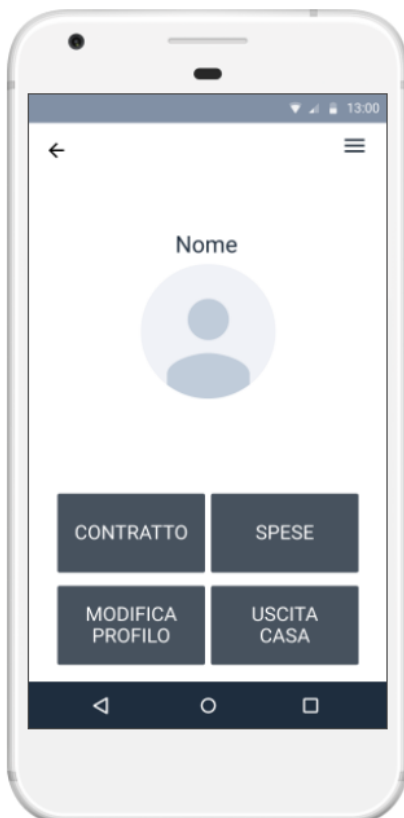 13:00
Nome
CONTRATTO
SPESE
MODIFICA
PROFILO
USCITA
CASA